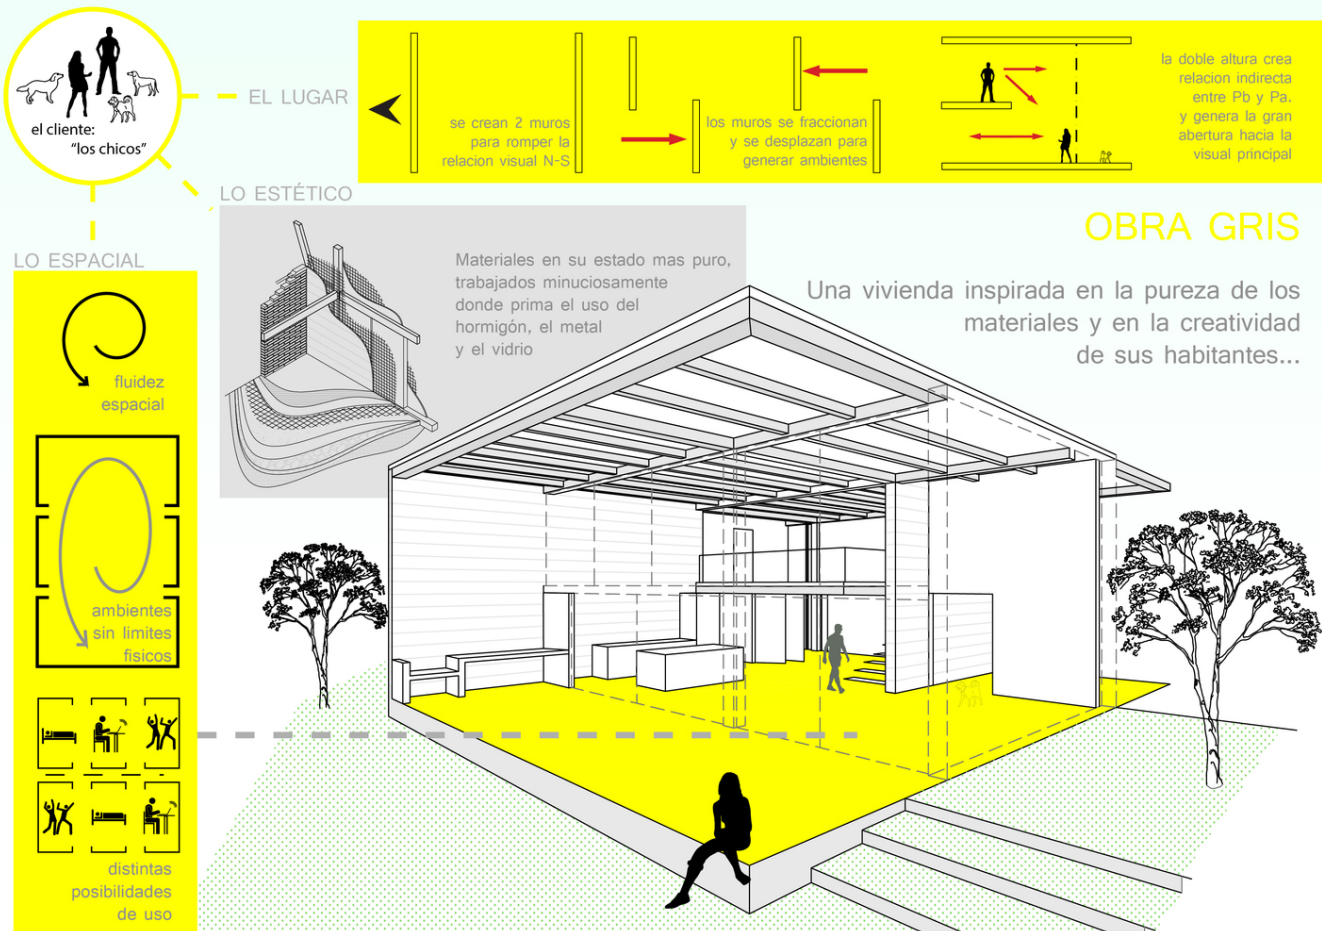 el cliente:
"los chicos"
EL LUGAR
se crean 2 muros
para romper la
relacion visual N-S
los muros se fraccionan
y se desplazan para
generar ambientes
la doble altura crea
relacion indirecta
entre Pb y Pa.
y genera la gran
abertura hacia la
visual principal
LO ESTÉTICO
Materiales en su estado mas puro,
trabajados minuciosamente
donde prima el uso del
hormigón, el metal
y el vidrio
OBRA GRIS
Una vivienda inspirada en la pureza de los
materiales y en la creatividad
de sus habitantes...
LO ESPACIAL
fluidez
espacial
ambientes
sin limites
fisicos
distintas
posibilidades
de uso